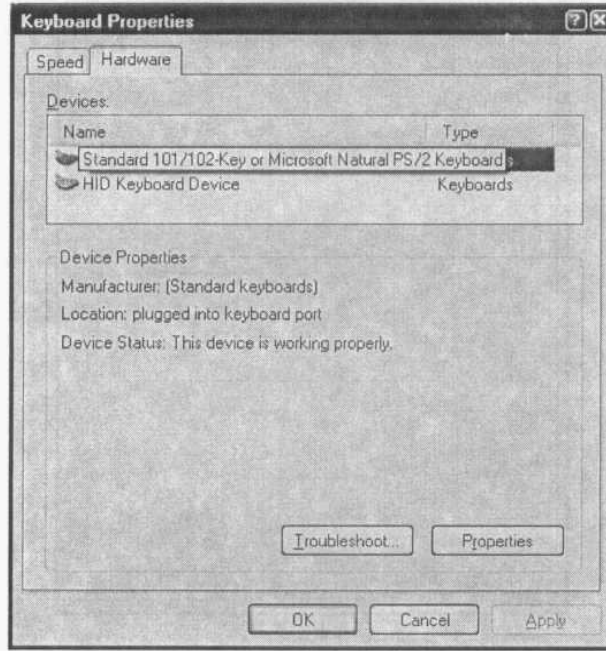 Keyboard Properties
Speed Hardware
Devices:
Name Type
Standard 101/102-Key or Microsoft Natural PS/2 Keyboard s
HID Keyboard Device Keyboards
Device Properties
Manufacturer: (Standard keyboards)
Location: plugged into keyboard port
Device Status: This device is working properly.
Troubleshoot... Properties
OK Cancel Apply